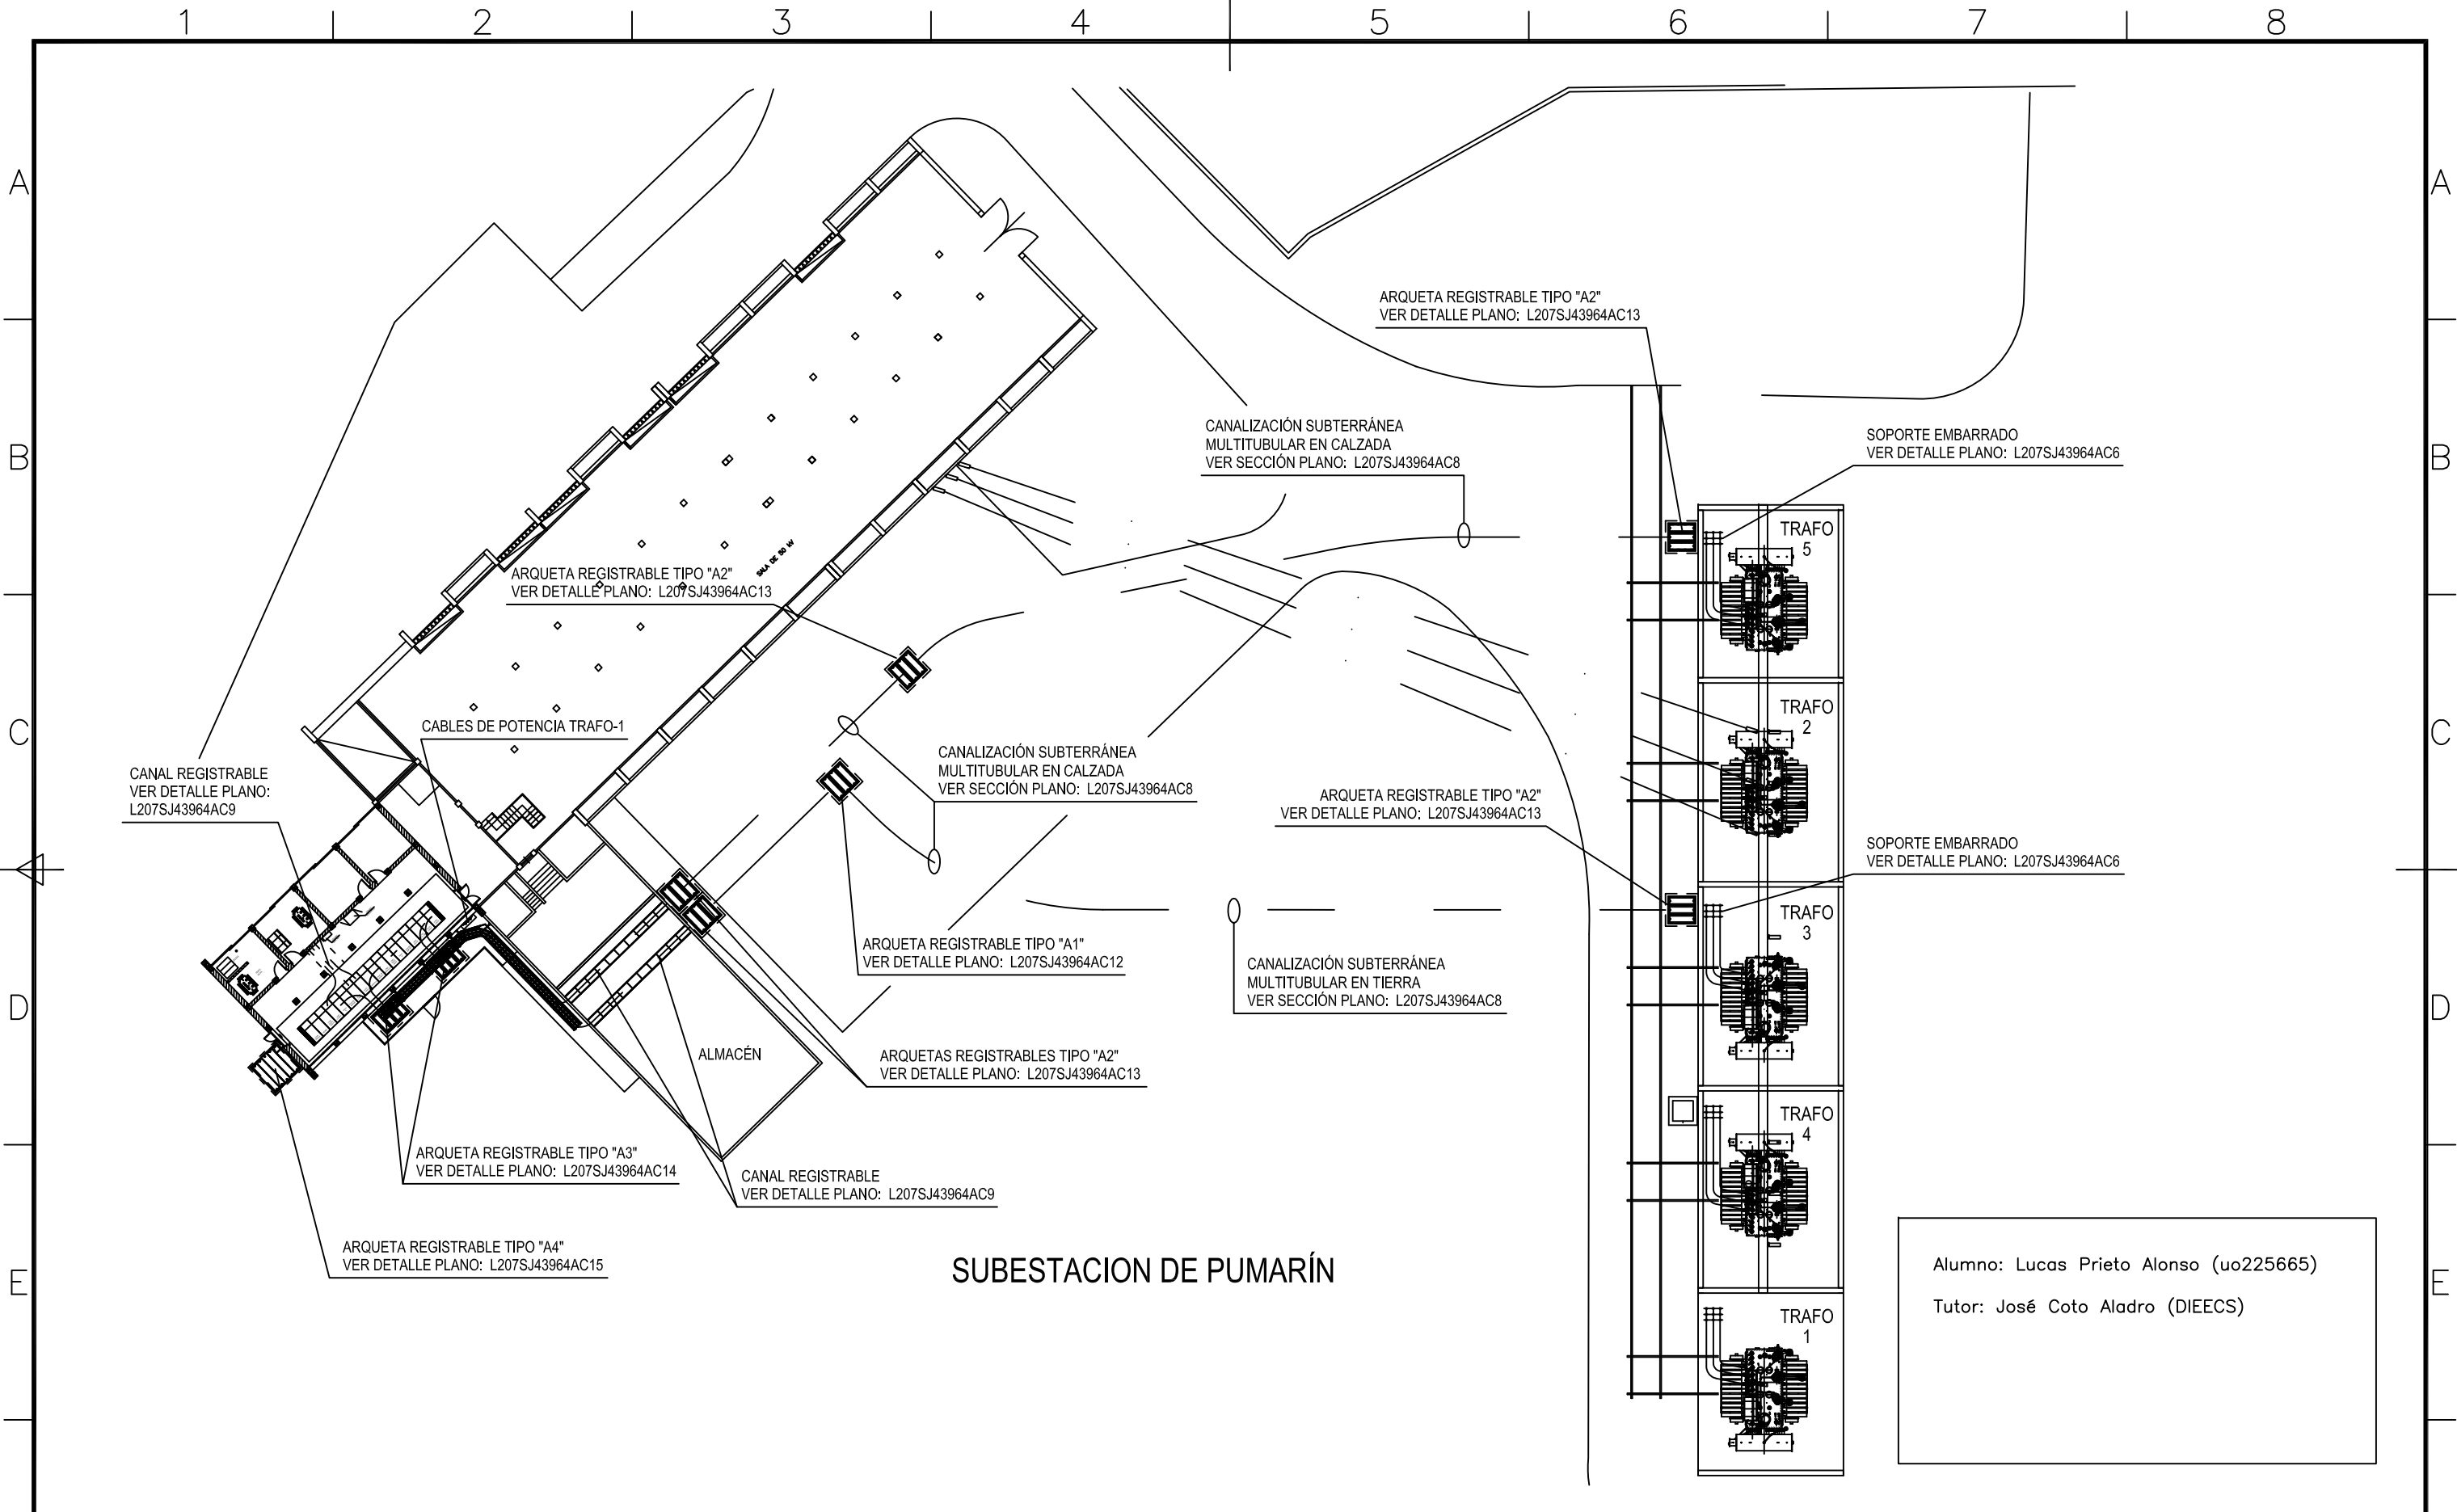 1 2 3 4 5 6 7 8
A
A
ARQUETA REGISTRABLE TIPO "A2"
VER DETALLE PLANO: L207SJ43964AC13
CANALIZACIÓN SUBTERRÁNEA
MULTITUBULAR EN CALZADA
VER SECCIÓN PLANO: L207SJ43964AC8
SOPORTE EMBARRADO
VER DETALLE PLANO: L207SJ43964AC6
B
B
TRAFO
5
SALA DE 50 kV
ARQUETA REGISTRABLE TIPO "A2"
VER DETALLE PLANO: L207SJ43964AC13
TRAFO
2
CABLES DE POTENCIA TRAFO-1
C
C
CANALIZACIÓN SUBTERRÁNEA
MULTITUBULAR EN CALZADA
VER SECCIÓN PLANO: L207SJ43964AC8
CANAL REGISTRABLE
VER DETALLE PLANO:
L207SJ43964AC9
ARQUETA REGISTRABLE TIPO "A2"
VER DETALLE PLANO: L207SJ43964AC13
SOPORTE EMBARRADO
VER DETALLE PLANO: L207SJ43964AC6
TRAFO
3
ARQUETA REGISTRABLE TIPO "A1"
VER DETALLE PLANO: L207SJ43964AC12
CANALIZACIÓN SUBTERRÁNEA
MULTITUBULAR EN TIERRA
VER SECCIÓN PLANO: L207SJ43964AC8
D
D
ALMACÉN
ARQUETAS REGISTRABLES TIPO "A2"
VER DETALLE PLANO: L207SJ43964AC13
TRAFO
4
ARQUETA REGISTRABLE TIPO "A3"
VER DETALLE PLANO: L207SJ43964AC14
CANAL REGISTRABLE
VER DETALLE PLANO: L207SJ43964AC9
ARQUETA REGISTRABLE TIPO "A4"
VER DETALLE PLANO: L207SJ43964AC15
SUBESTACION DE PUMARÍN
E
E
TRAFO
1
Alumno: Lucas Prieto Alonso (uo225665)
Tutor: José Coto Aladro (DIEECS)